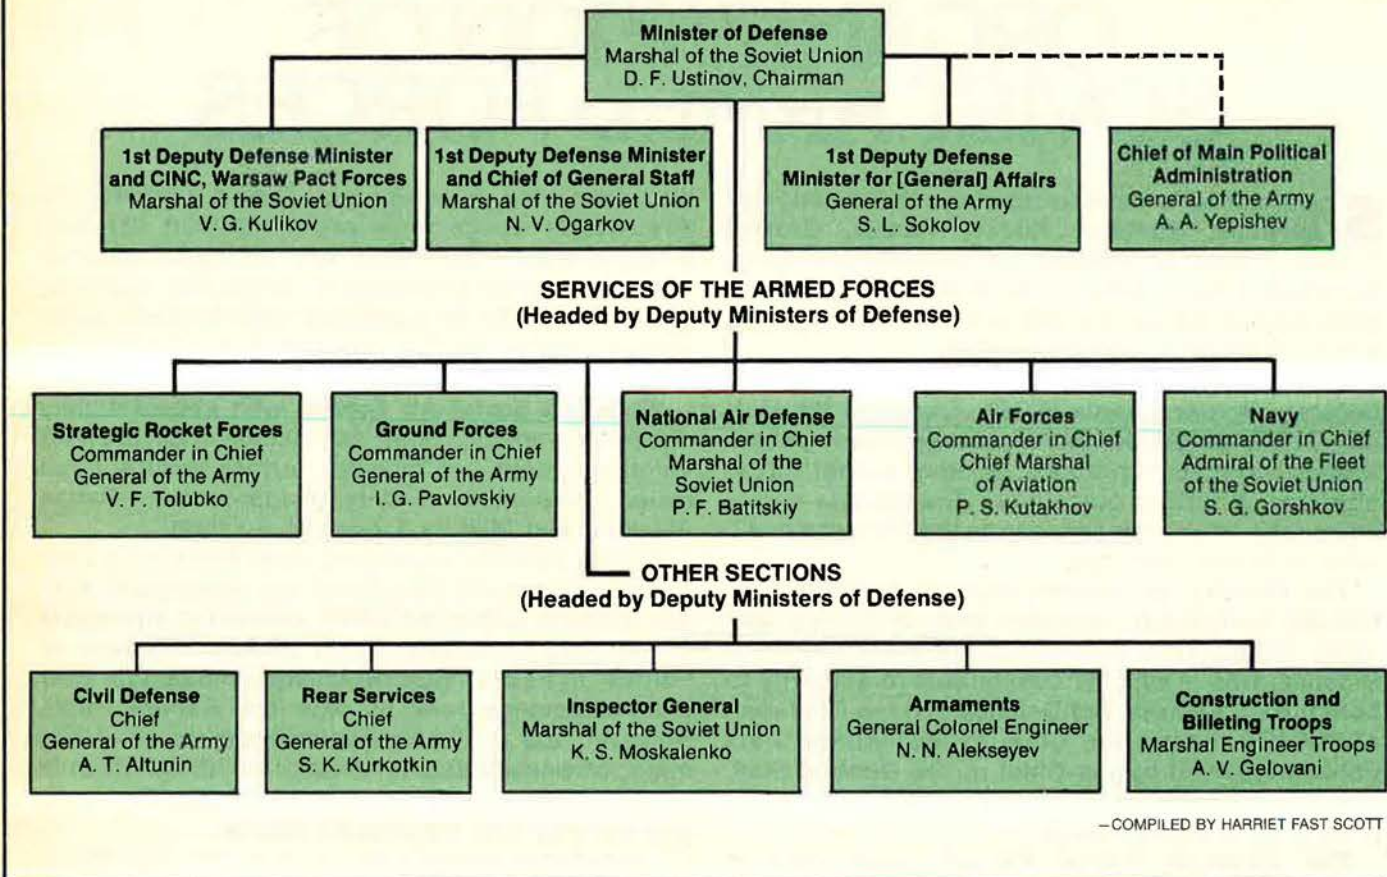 Minister of Defense
Marshal of the Soviet Union
D. F. Ustinov, Chairman
1st Deputy Defense Minister
and CINC, Warsaw Pact Forces
Marshal of the Soviet Union
V. G. Kulikov
1st Deputy Defense Minister
and Chief of General Staff
Marshal of the Soviet Union
N. V. Ogarkov
1st Deputy Defense
Minister for [General] Affairs
General of the Army
S. L. Sokolov
Chief of Main Political
Administration
General of the Army
A. A. Yepishev
SERVICES OF THE ARMED FORCES
(Headed by Deputy Ministers of Defense)
Strategic Rocket Forces
Commander in Chief
General of the Army
V. F. Tolubko
Ground Forces
Commander in Chief
General of the Army
I. G. Pavlovskiy
National Air Defense
Commander in Chief
Marshal of the
Soviet Union
P. F. Batitskiy
Air Forces
Commander in Chief
Chief Marshal
of Aviation
P. S. Kutakhov
Navy
Commander in Chief
Admiral of the Fleet
of the Soviet Union
S. G. Gorshkov
OTHER SECTIONS
(Headed by Deputy Ministers of Defense)
Civil Defense
Chief
General of the Army
A. T. Altunin
Rear Services
Chief
General of the Army
S. K. Kurkotkin
Inspector General
Marshal of the Soviet Union
K. S. Moskalenko
Armaments
General Colonel Engineer
N. N. Alekseyev
Construction and
Billeting Troops
Marshal Engineer Troops
A. V. Gelovani
—COMPILED BY HARRIET FAST SCOTT